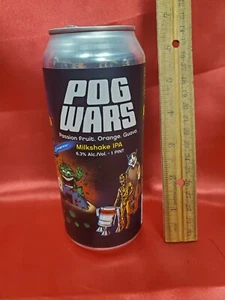 POG
WARS
Passion Fruit, Orange, Guava
Milkshake IPA
6.3% Alc./Vol. - 1 PINT